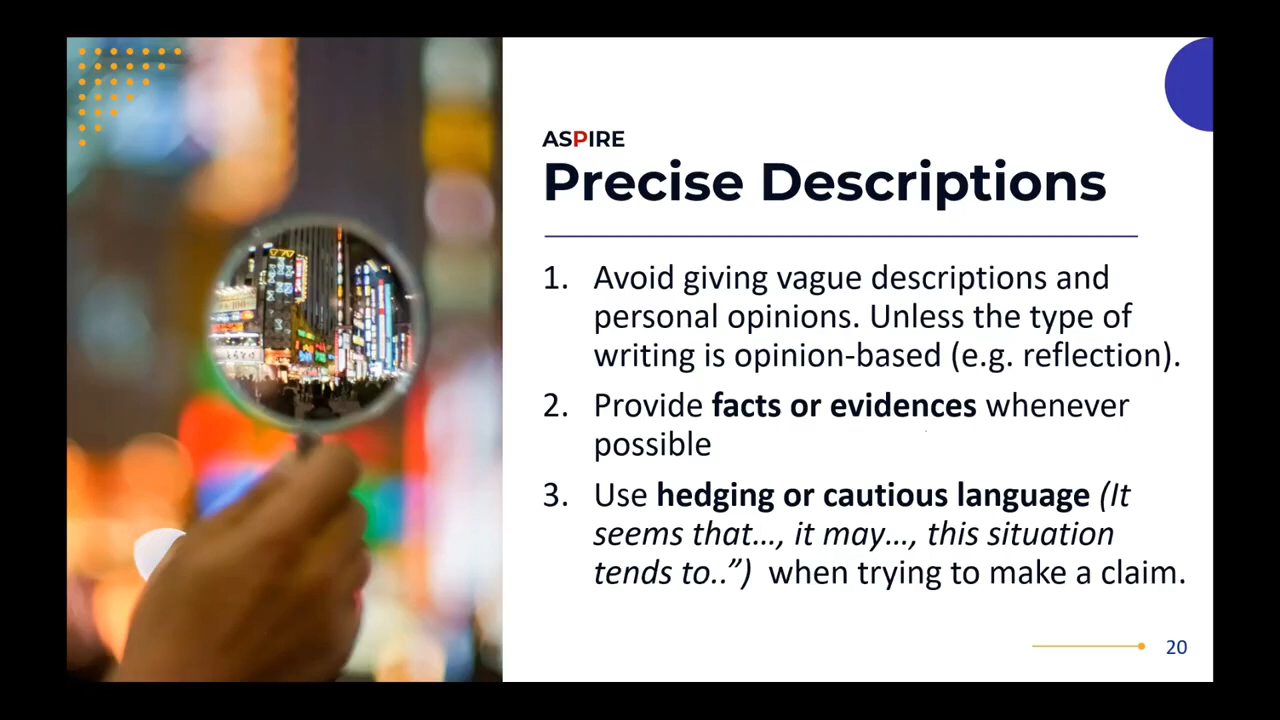 ASPIRE
Precise Descriptions
1. Avoid giving vague descriptions and
personal opinions. Unless the type of
writing is opinion-based (e.g. reflection).
2. Provide facts or evidences whenever
possible
3. Use hedging or cautious language (It
seems that…, it may…, this situation
tends to..”) when trying to make a claim.
20